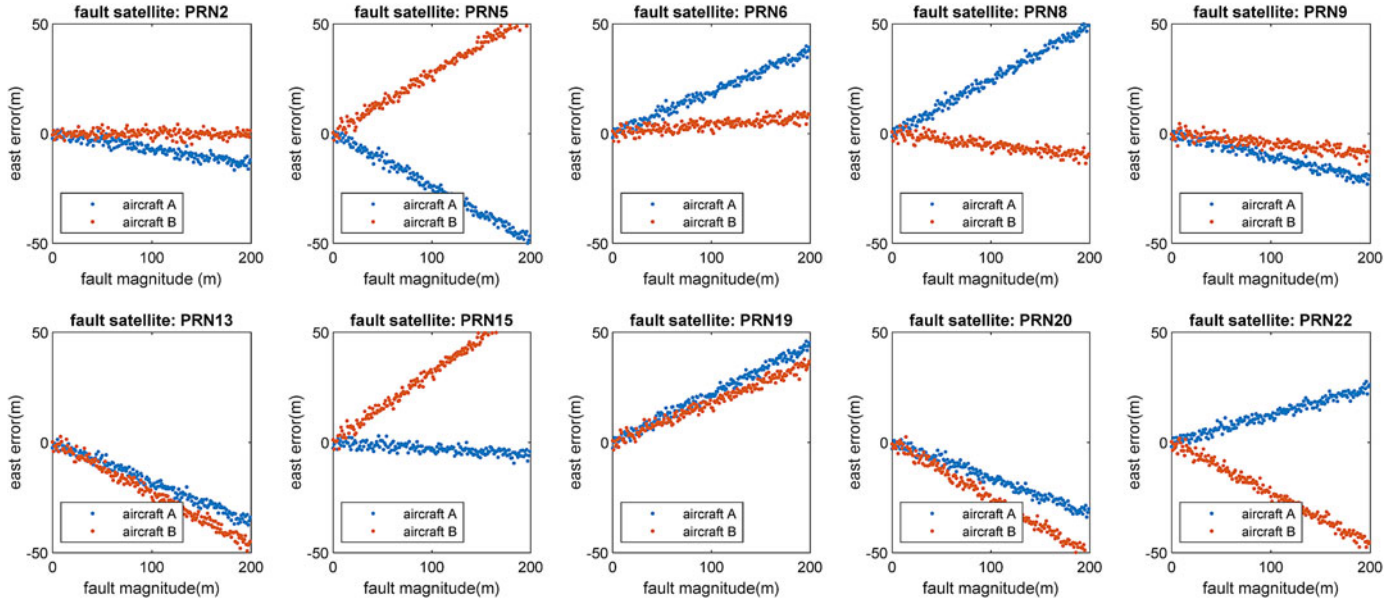 fault satellite: PRN2
50
0
-50
east error(m)
aircraft A
aircraft B
0 100 200
fault magnitude (m)
fault satellite: PRN5
50
0
-50
east error(m)
aircraft A
aircraft B
0 100 200
fault magnitude(m)
fault satellite: PRN6
50
0
-50
east error(m)
aircraft A
aircraft B
0 100 200
fault magnitude(m)
fault satellite: PRN8
50
0
-50
east error(m)
aircraft A
aircraft B
0 100 200
fault magnitude(m)
fault satellite: PRN9
50
0
-50
east error(m)
aircraft A
aircraft B
0 100 200
fault magnitude(m)
fault satellite: PRN13
50
0
-50
east error(m)
aircraft A
aircraft B
0 100 200
fault magnitude(m)
fault satellite: PRN15
50
0
-50
east error(m)
aircraft A
aircraft B
0 100 200
fault magnitude(m)
fault satellite: PRN19
50
0
-50
east error(m)
aircraft A
aircraft B
0 100 200
fault magnitude(m)
fault satellite: PRN20
50
0
-50
east error(m)
aircraft A
aircraft B
0 100 200
fault magnitude(m)
fault satellite: PRN22
50
0
-50
east error(m)
aircraft A
aircraft B
0 100 200
fault magnitude(m)